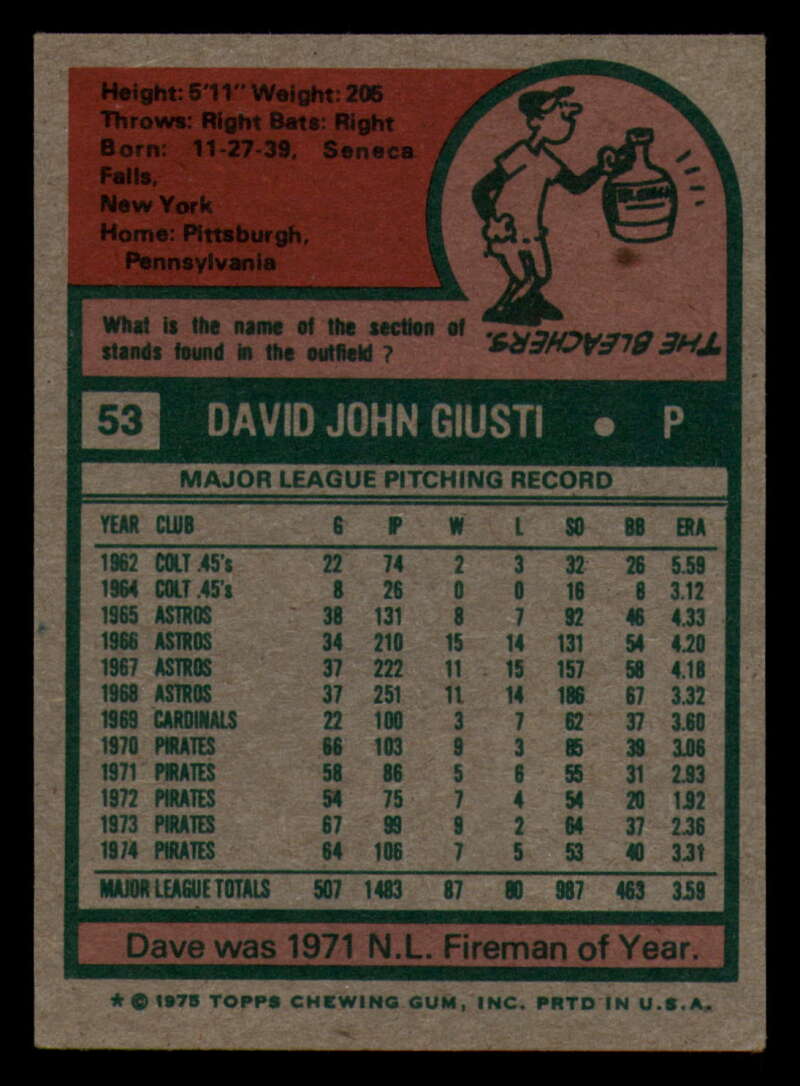 Height: 5'11" Weight: 205
Throws: Right Bats: Right
Born: 11-27-39, Seneca
Falls,
New York
Home: Pittsburgh,
Pennsylvania
What is the name of the section of
stands found in the outfield ?
THE BLEACHERS.
53 DAVID JOHN GIUSTI • P
MAJOR LEAGUE PITCHING RECORD
YEAR CLUB G IP W L SO BB ERA
1962 COLT .45's 22 74 2 3 32 26 5.59
1964 COLT .45's 8 26 0 0 16 8 3.12
1965 ASTROS 38 131 8 7 92 46 4.33
1966 ASTROS 34 210 15 14 131 54 4.20
1967 ASTROS 37 222 11 15 157 58 4.18
1968 ASTROS 37 251 11 14 186 67 3.32
1969 CARDINALS 22 100 3 7 62 37 3.60
1970 PIRATES 66 103 9 3 85 39 3.06
1971 PIRATES 58 86 5 6 55 31 2.93
1972 PIRATES 54 75 7 4 54 20 1.92
1973 PIRATES 67 99 9 2 64 37 2.36
1974 PIRATES 64 106 7 5 53 40 3.31
MAJOR LEAGUE TOTALS 507 1483 87 80 987 463 3.59
Dave was 1971 N.L. Fireman of Year.
* © 1975 TOPPS CHEWING GUM, INC. PRTD IN U.S.A.